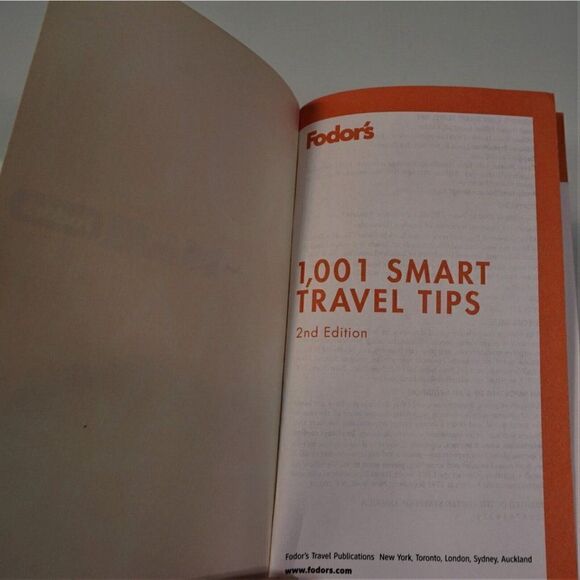 Fodor's
1,001 SMART
TRAVEL TIPS
2nd Edition
Fodor's Travel Publications New York, Toronto, London, Sydney, Auckland
www.fodors.com